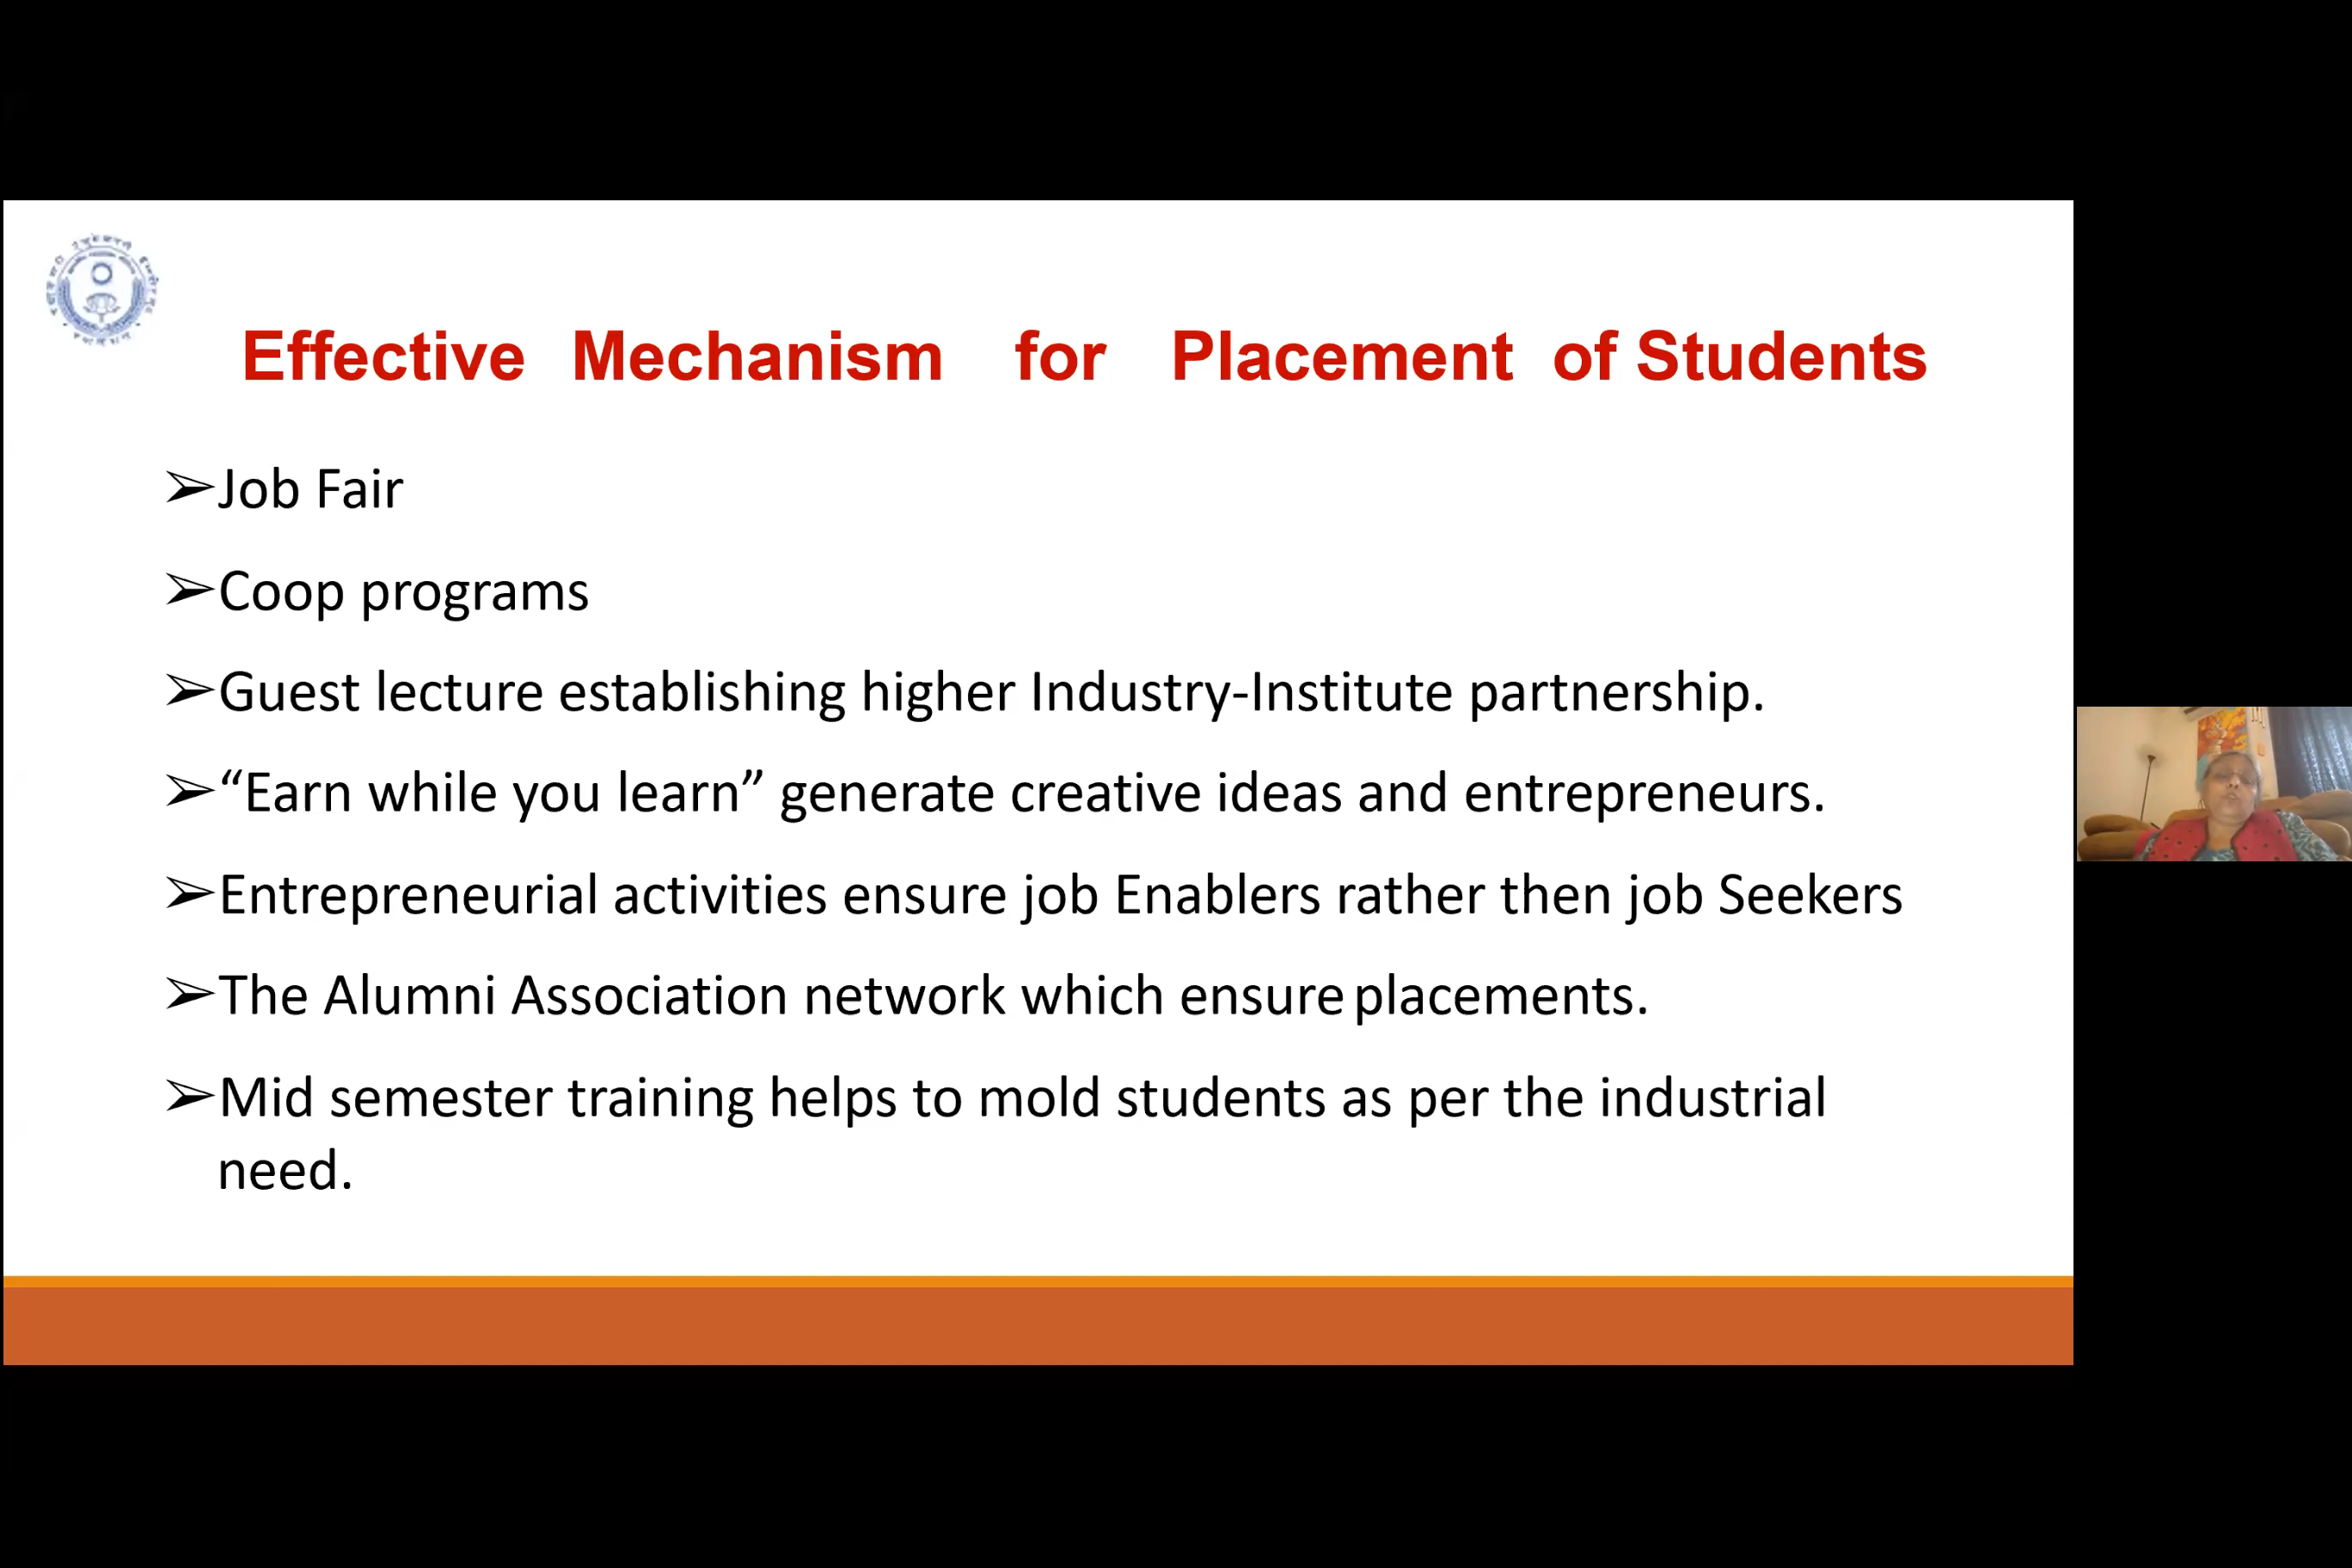 Effective Mechanism for Placement of Students
➢Job Fair
➢Coop programs
➢Guest lecture establishing higher Industry-Institute partnership.
➢“Earn while you learn” generate creative ideas and entrepreneurs.
➢Entrepreneurial activities ensure job Enablers rather then job Seekers
➢The Alumni Association network which ensure placements.
➢Mid semester training helps to mold students as per the industrial
need.